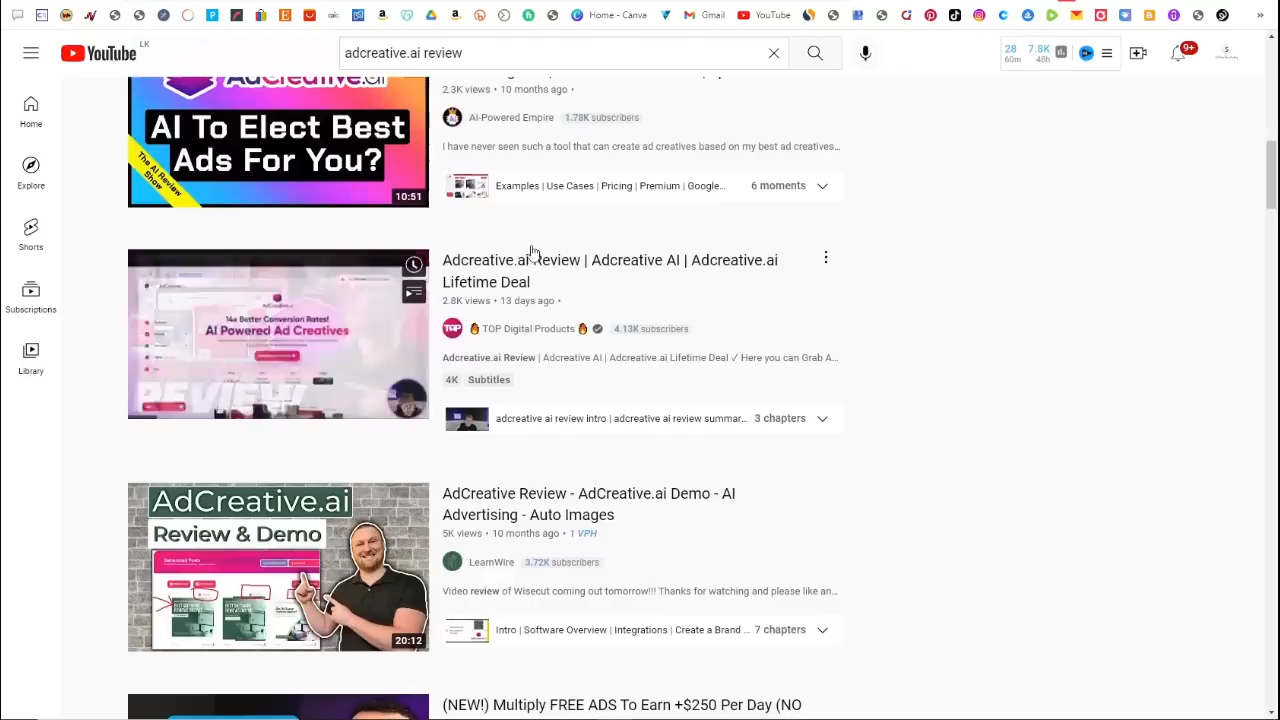 calc
Home - Canva
Gmail
YouTube
YouTube
LK
adcreative.ai review
28
60m
7.8K
48h
9+
Home
Explore
Shorts
Subscriptions
Library
AdCreative.ai
AI To Elect Best
Ads For You?
The AI Review
Show
10:51
2.3K views • 10 months ago •
AI-Powered Empire 1.78K subscribers
I have never seen such a tool that can create ad creatives based on my best ad creatives...
Examples | Use Cases | Pricing | Premium | Google... 6 moments
14x Better Conversion Rates!
AI Powered Ad Creatives
REVIEW
Adcreative.ai Review | Adcreative AI | Adcreative.ai
Lifetime Deal
2.8K views • 13 days ago •
TOP
🔥 TOP Digital Products 🔥 4.13K subscribers
Adcreative.ai Review | Adcreative AI | Adcreative.ai Lifetime Deal ✓ Here you can Grab A...
4K Subtitles
adcreative ai review intro | adcreative ai review summar... 3 chapters
AdCreative.ai
Review & Demo
20:12
AdCreative Review - AdCreative.ai Demo - AI
Advertising - Auto Images
5K views • 10 months ago • 1 VPH
LearnWire 3.72K subscribers
Video review of Wisecut coming out tomorrow!!! Thanks for watching and please like an...
Intro | Software Overview | Integrations | Create a Brand ... 7 chapters
(NEW!) Multiply FREE ADS To Earn +$250 Per Day (NO